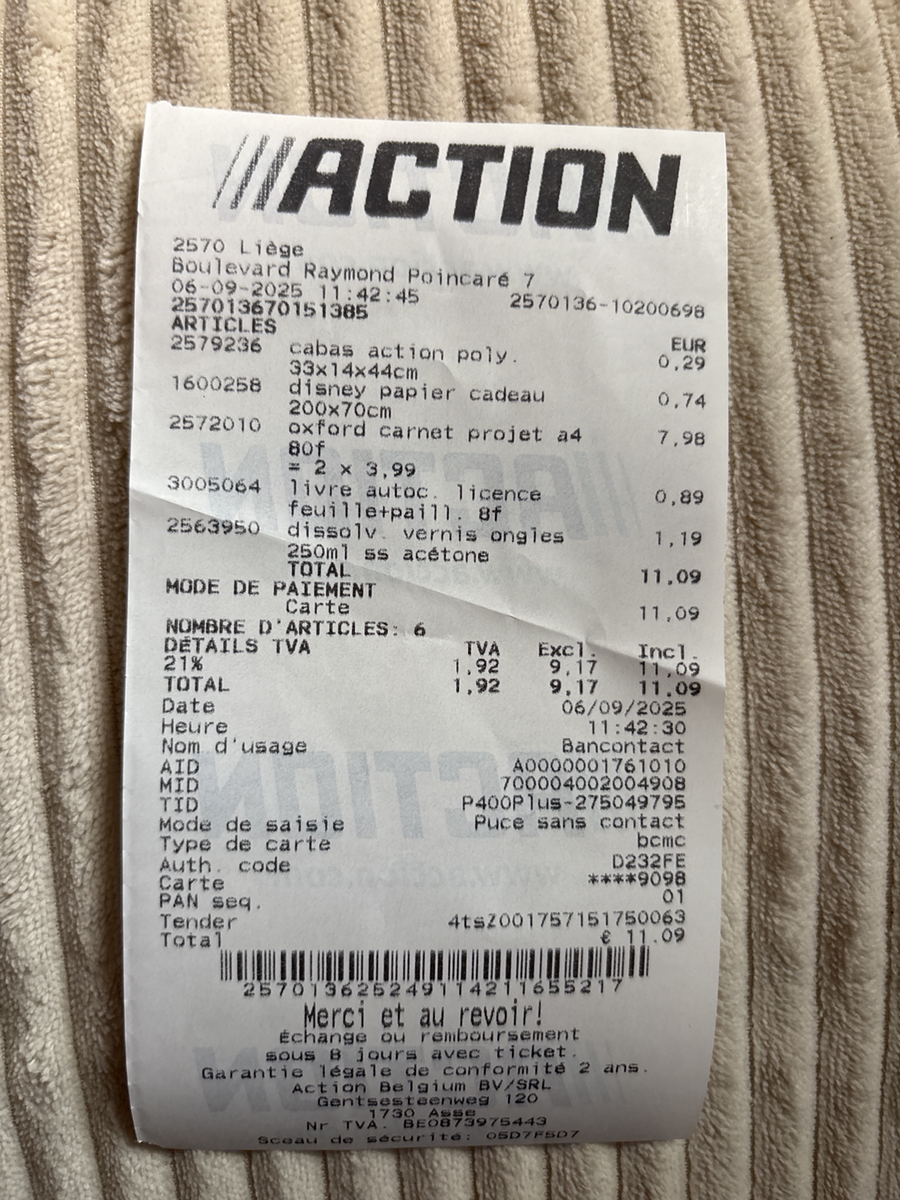 ///ACTION
2570 Liège
Boulevard Raymond Poincaré 7
06-09-2025 11:42:45 2570136-10200698
257013670151385
ARTICLES EUR
2579236 cabas action poly. 0,29
33x14x44cm
1600258 disney papier cadeau 0,74
200x70cm
2572010 oxford carnet projet a4 7,98
80f
= 2 x 3,99
3005064 livre autoc. licence 0,89
feuille+paill. 8f
2563950 dissolv. vernis ongles 1,19
250ml ss acétone
TOTAL 11,09
MODE DE PAIEMENT
Carte 11,09
NOMBRE D'ARTICLES: 6
DÉTAILS TVA TVA Excl. Incl.
21% 1,92 9,17 11,09
TOTAL 1,92 9,17 11,09
Date 06/09/2025
Heure 11:42:30
Nom d'usage Bancontact
AID A0000001761010
MID 7000004002004908
TID P400Plus-275049795
Mode de saisie Puce sans contact
Type de carte bcmc
Auth. code D232FE
Carte ****9098
PAN seq. 01
Tender 4tsZ001757151750063
Total € 11.09
2570136252491142116 55217
Merci et au revoir!
Échange ou remboursement
sous 8 jours avec ticket.
Garantie légale de conformité 2 ans.
Action Belgium BV/SRL
Gentsesteenweg 120
1730 Asse
Nr TVA. BE0873975443
Sceau de sécurité: 05D7F5D7